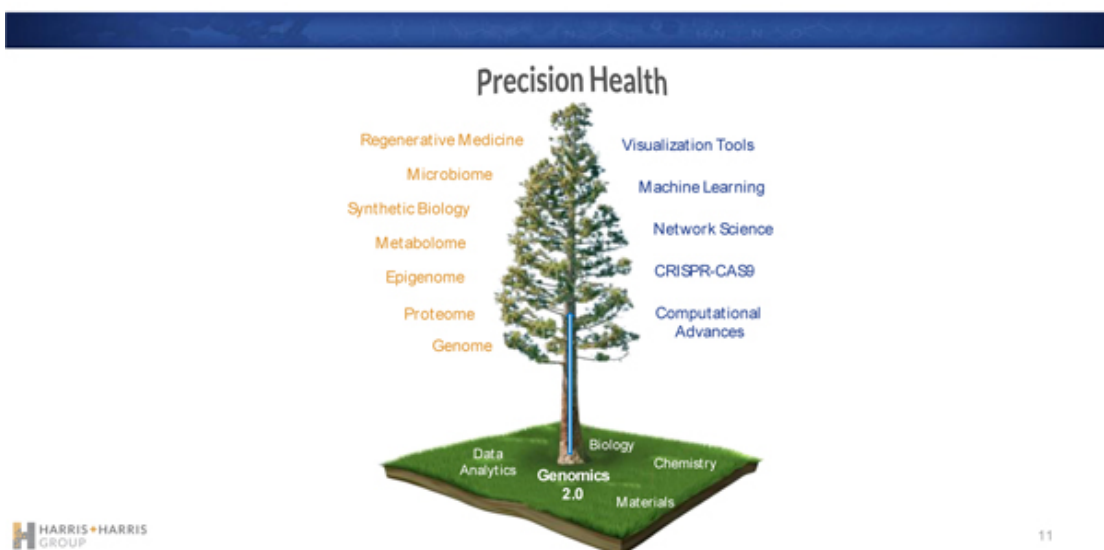 Precision Health
Regenerative Medicine
Microbiome
Synthetic Biology
Metabolome
Epigenome
Proteome
Genome
Visualization Tools
Machine Learning
Network Science
CRISPR-CAS9
Computational
Advances
Data
Analytics
Biology
Chemistry
Genomics
2.0
Materials
HARRIS+HARRIS
GROUP
11